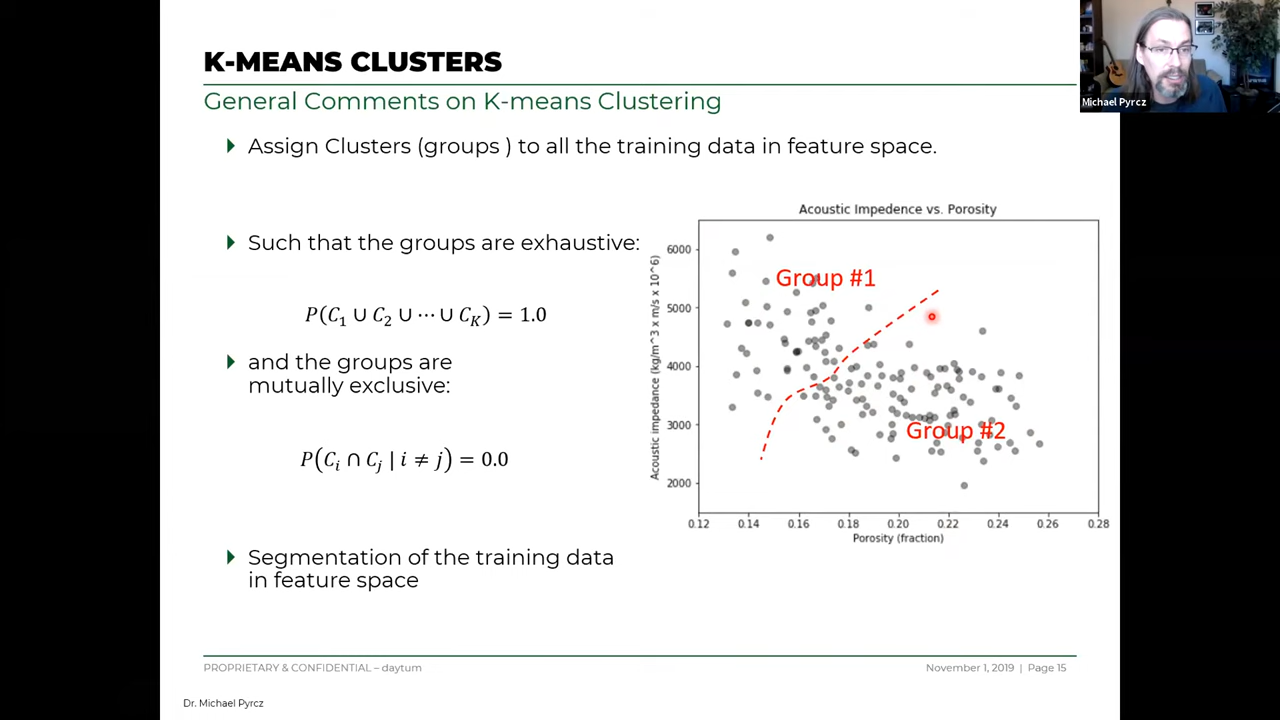 K-MEANS CLUSTERS
General Comments on K-means Clustering
Assign Clusters (groups ) to all the training data in feature space.
Such that the groups are exhaustive:
P(C₁ ∪ C₂ ∪ ⋯ ∪ C_K) = 1.0
and the groups are
mutually exclusive:
P(C_i ∩ C_j | i ≠ j) = 0.0
Segmentation of the training data
in feature space
Acoustic Impedence vs. Porosity
Acoustic impedance (kg/m^3 x m/s x 10^6)
6000
5000
4000
3000
2000
Group #1
Group #2
0.12 0.14 0.16 0.18 0.20 0.22 0.24 0.26 0.28
Porosity (fraction)
PROPRIETARY & CONFIDENTIAL – daytum
November 1, 2019 | Page 15
Dr. Michael Pyrcz
Michael Pyrcz